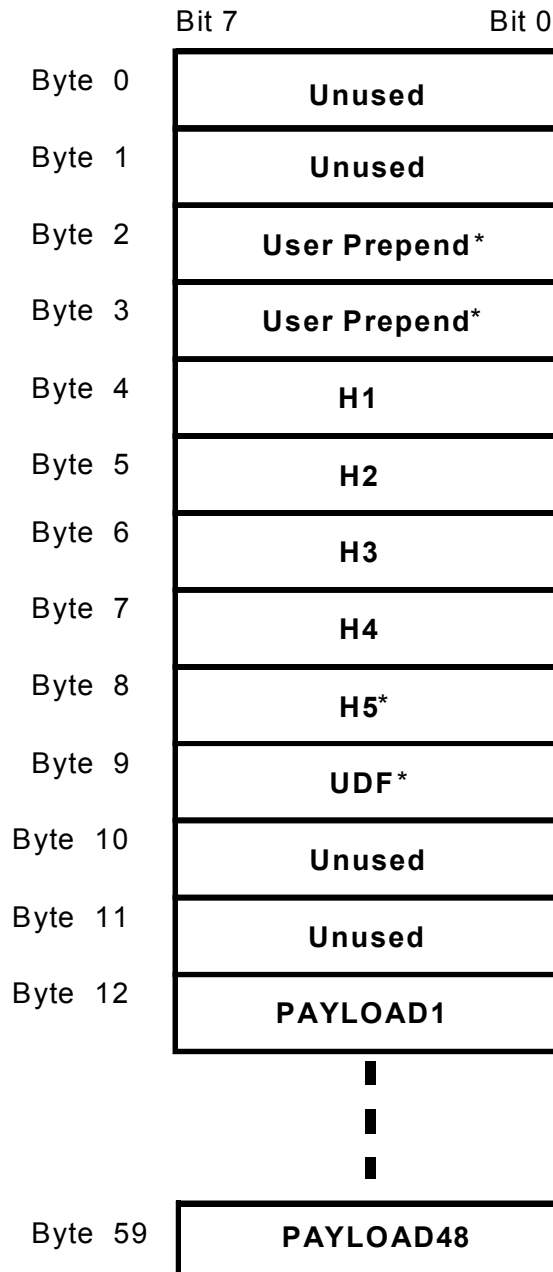 Bit 7 Bit 0
Byte 0 Unused
Byte 1 Unused
Byte 2 User Prepend*
Byte 3 User Prepend*
Byte 4 H1
Byte 5 H2
Byte 6 H3
Byte 7 H4
Byte 8 H5*
Byte 9 UDF*
Byte 10 Unused
Byte 11 Unused
Byte 12 PAYLOAD1
Byte 59 PAYLOAD48